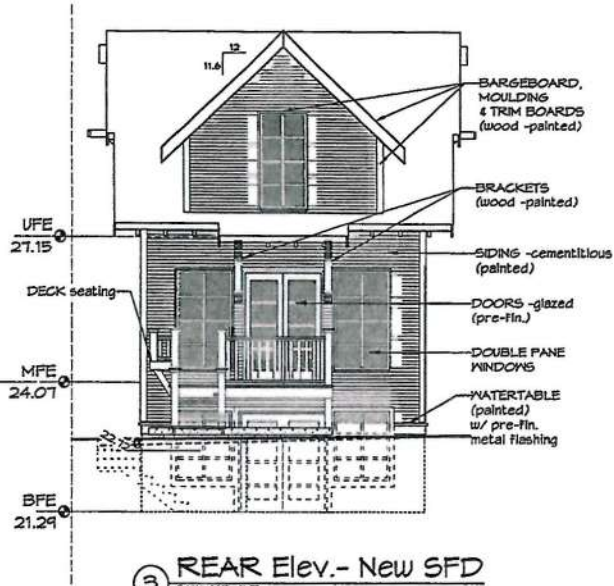 12
11.6
BARGEBOARD,
MOULDING
& TRIM BOARDS
(wood -painted)
BRACKETS
(wood -painted)
UFE
27.15
SIDING -cementitious
(painted)
DECK seating
DOORS -glazed
(pre-fin.)
DOUBLE PANE
WINDOWS
MFE
24.07
WATERTABLE
(painted)
w/ pre-fin.
metal flashing
BFE
21.29
3
REAR Elev.- New SFD